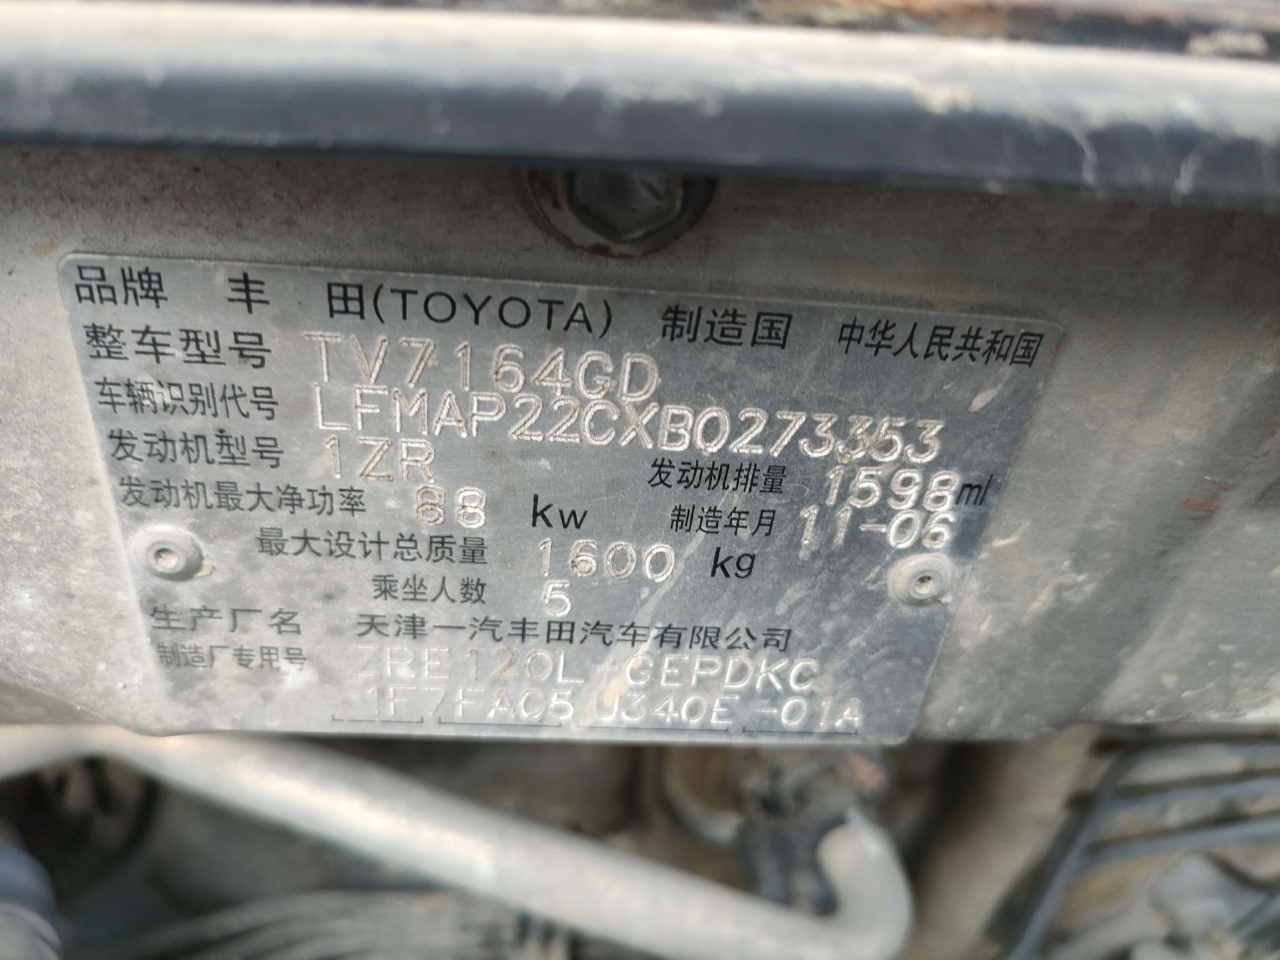 品牌 丰 田(TOYOTA) 制造国 中华人民共和国
整车型号 TV7164GD
车辆识别代号 LFMAP22CXB0273353
发动机型号 1ZR 发动机排量 1598ml
发动机最大净功率 88 kw 制造年月 11-06
最大设计总质量 1600 kg
乘坐人数 5
生产厂名 天津一汽丰田汽车有限公司
制造厂专用号 ZRE120L-GEPDKC
1F7FAC5 U340E -01A